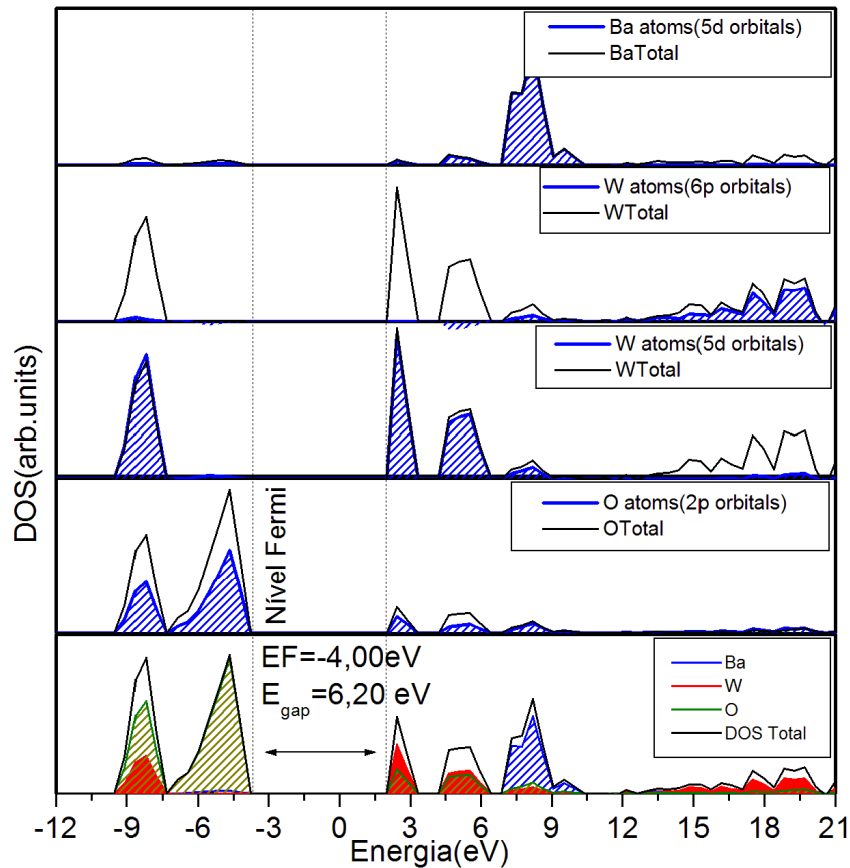 Ba atoms(5d orbitals)
BaTotal
W atoms(6p orbitals)
WTotal
W atoms(5d orbitals)
WTotal
O atoms(2p orbitals)
OTotal
DOS(arb.units)
Nível Fermi
EF=-4,00eV
E_gap=6,20 eV
Ba
W
O
DOS Total
-12 -9 -6 -3 0 3 6 9 12 15 18 21
Energia(eV)